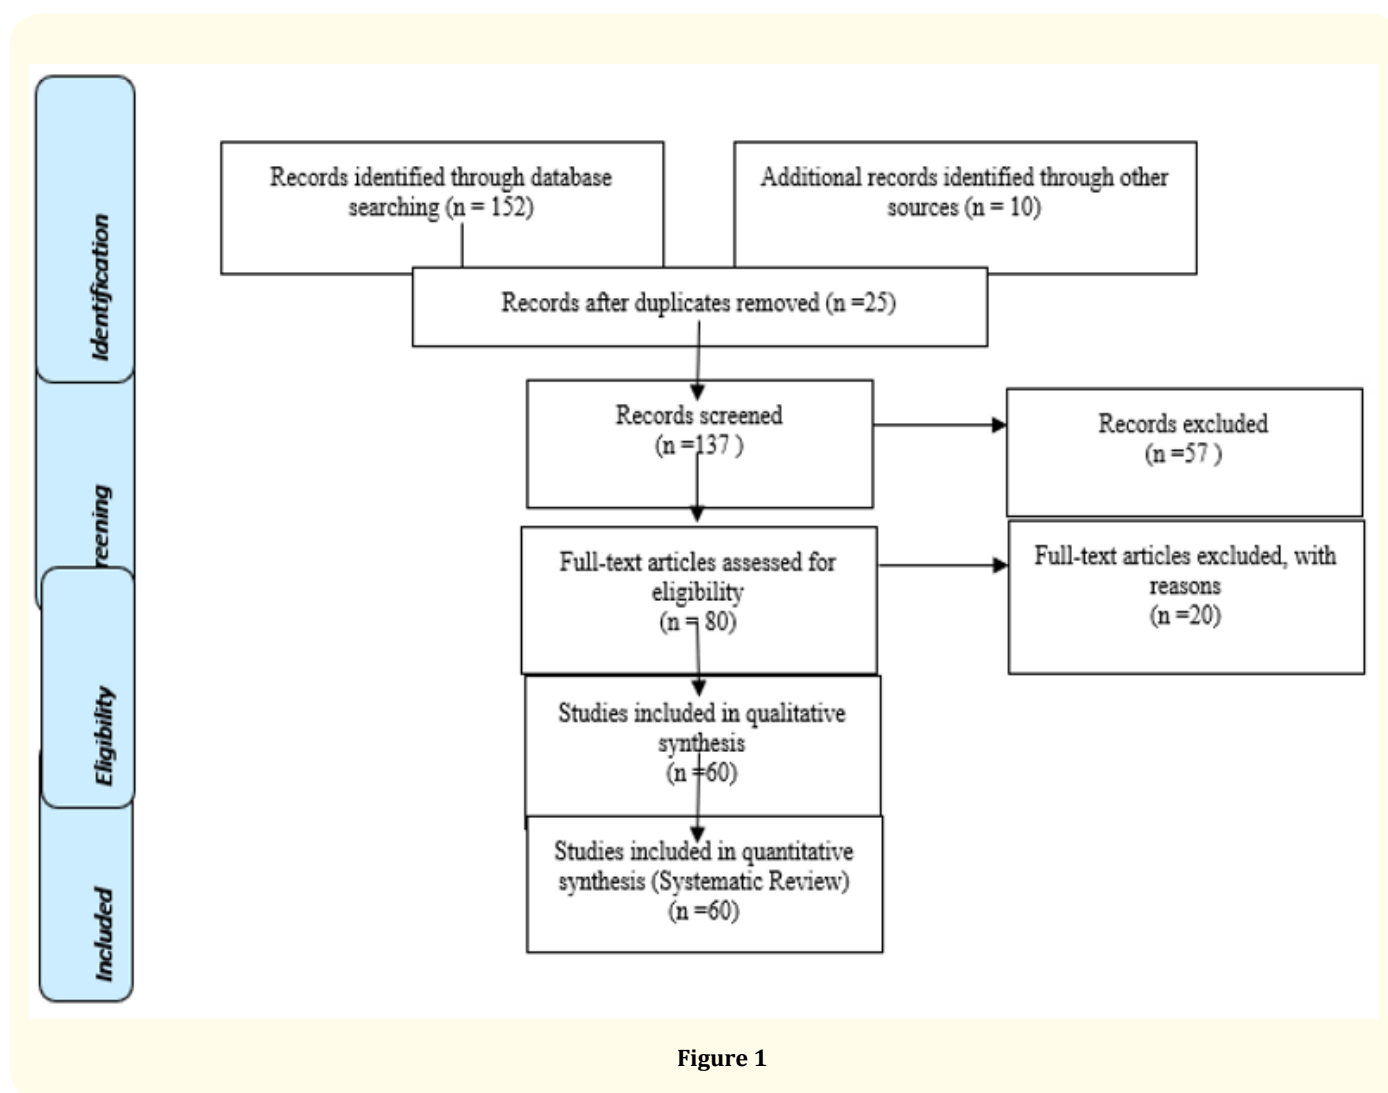 Identification
Records identified through database
searching (n = 152)
Additional records identified through other
sources (n = 10)
Records after duplicates removed (n =25)
reening
Records screened
(n =137 )
Records excluded
(n =57 )
Eligibility
Full-text articles assessed for
eligibility
(n = 80)
Full-text articles excluded, with
reasons
(n =20)
Studies included in qualitative
synthesis
(n =60)
Included
Studies included in quantitative
synthesis (Systematic Review)
(n =60)
Figure 1